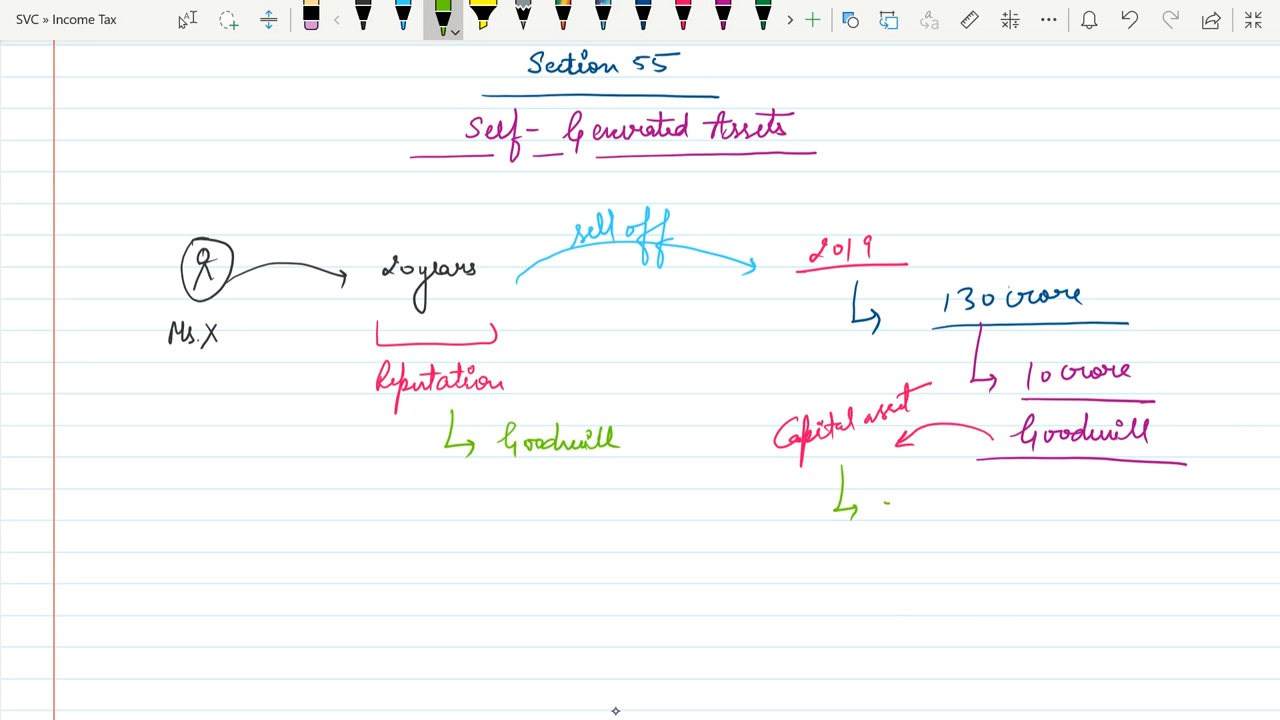 SVC » Income Tax
Section 55
Self- Generated Assets
sell off
20 years
2019
130 crore
Ms. X
Reputation
10 crore
Capital asset
Goodwill
Goodwill